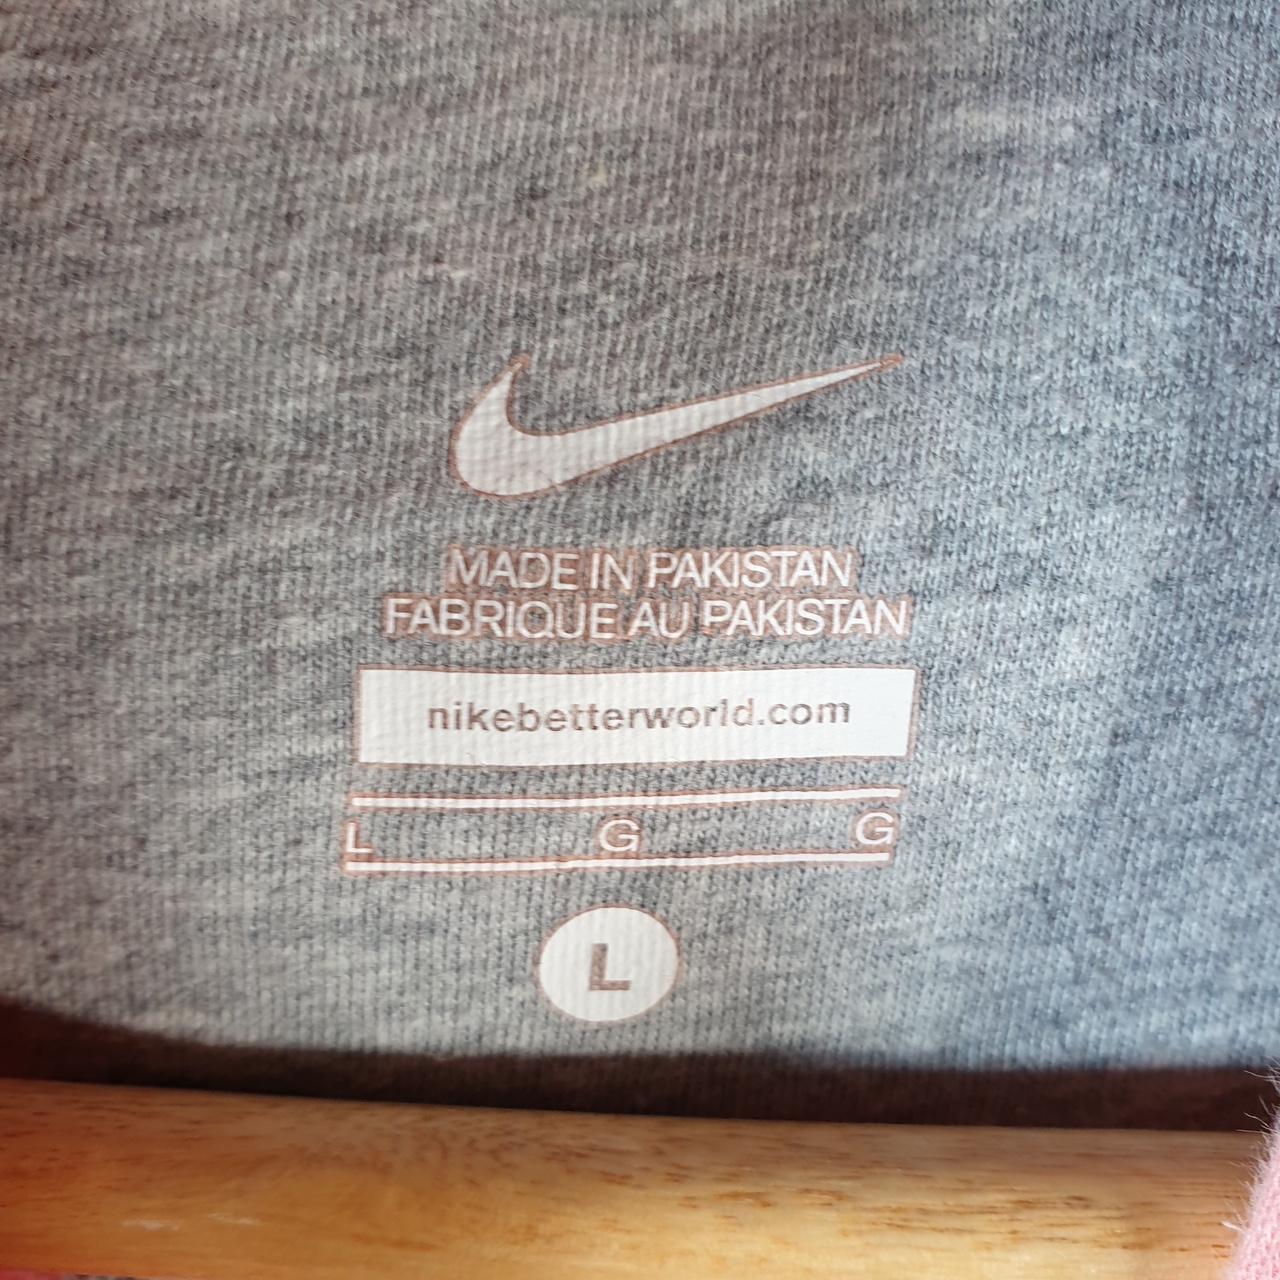 MADE IN PAKISTAN
FABRIQUE AU PAKISTAN
nikebetterworld.com
L G G
L